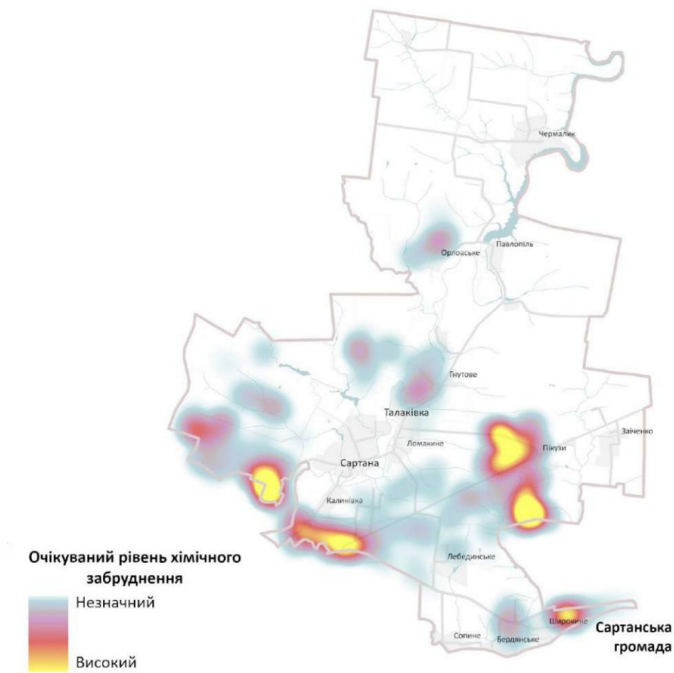 Чермалик
Павлопіль
Орловське
Гнутове
Талаківка
Заїченко
Ломакине
Пікузи
Сартана
Калинівка
Лебединське
Очікуваний рівень хімічного
забруднення
Незначний
Високий
Широкине
Сартанська
громада
Сопине
Бердянське